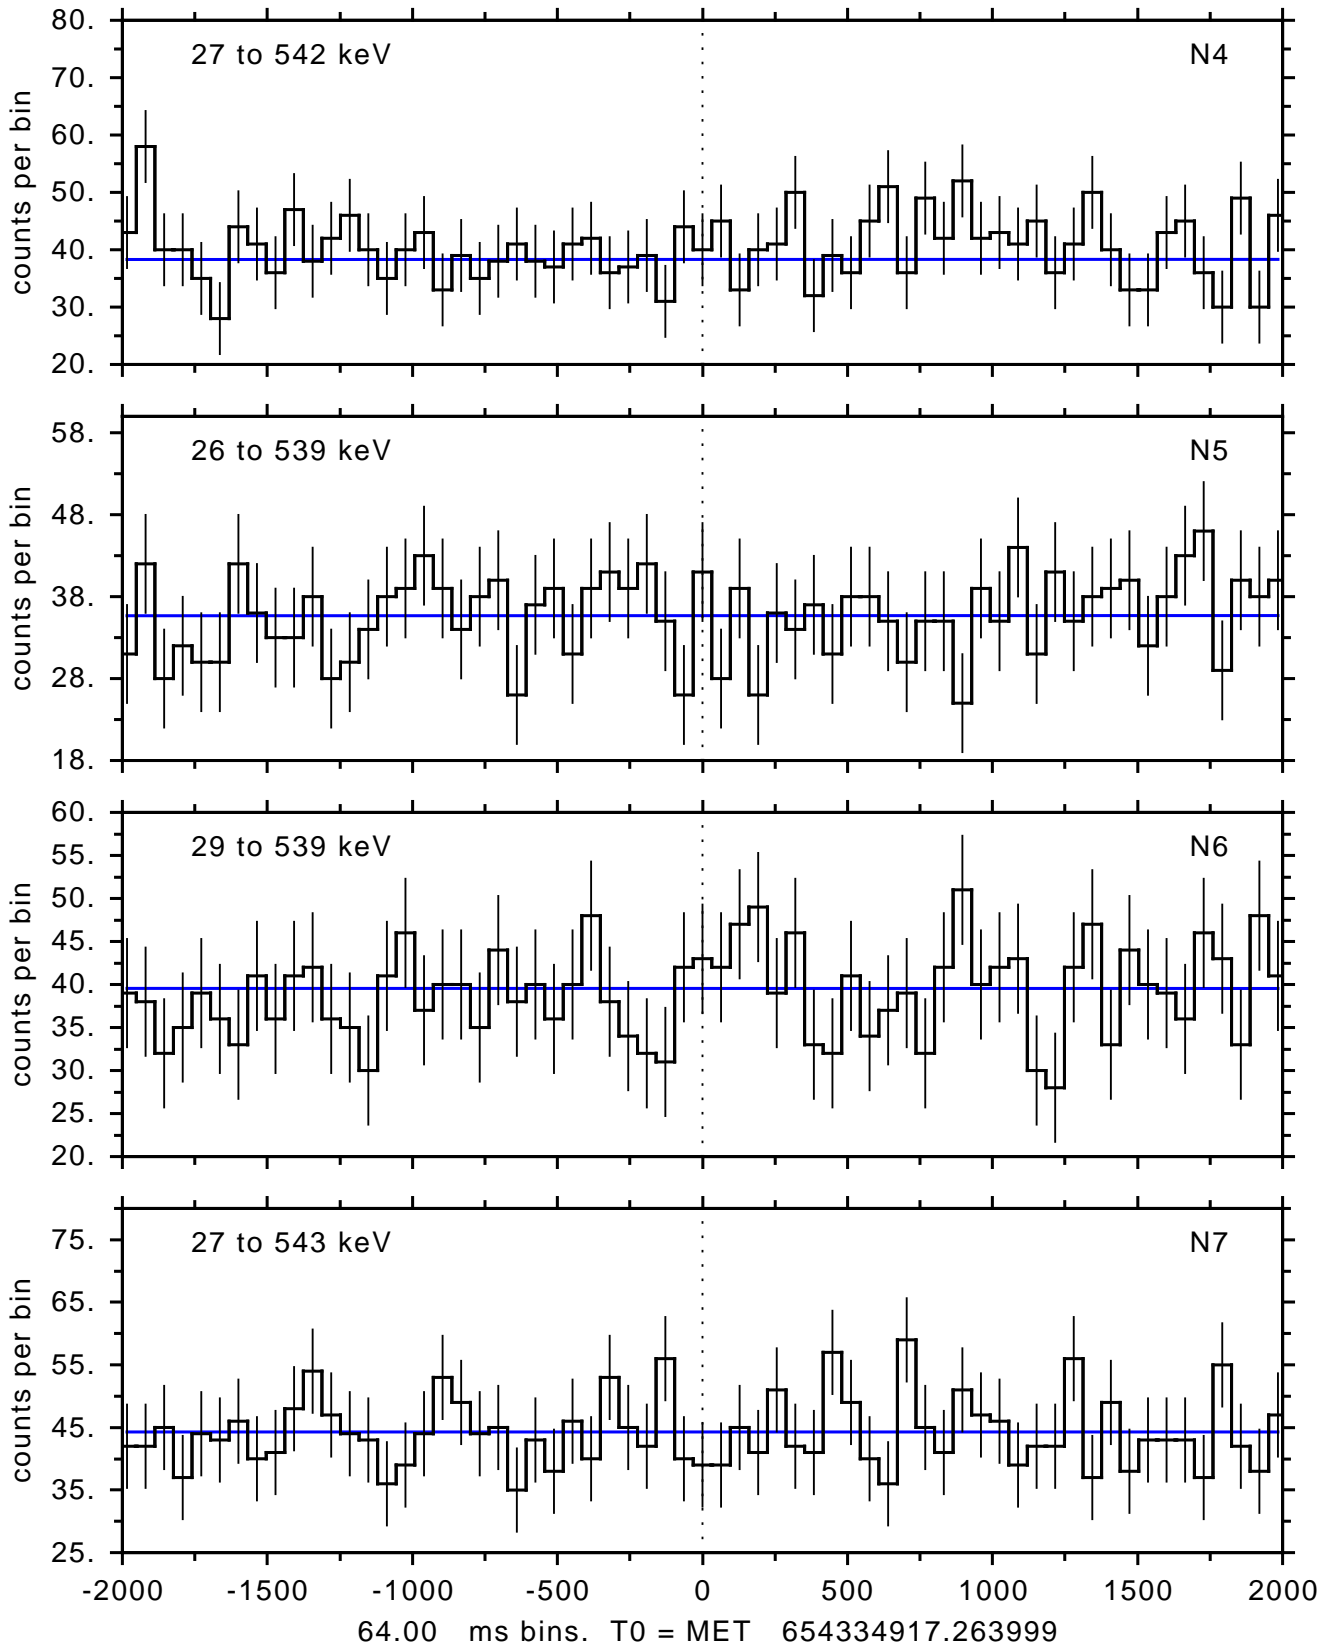 80.
70.
60.
50.
40.
30.
20.
counts per bin
27 to 542 keV
N4
58.
48.
38.
28.
18.
counts per bin
26 to 539 keV
N5
60.
55.
50.
45.
40.
35.
30.
25.
20.
counts per bin
29 to 539 keV
N6
75.
65.
55.
45.
35.
25.
counts per bin
27 to 543 keV
N7
-2000 -1500 -1000 -500 0 500 1000 1500 2000
64.00 ms bins. T0 = MET 654334917.263999